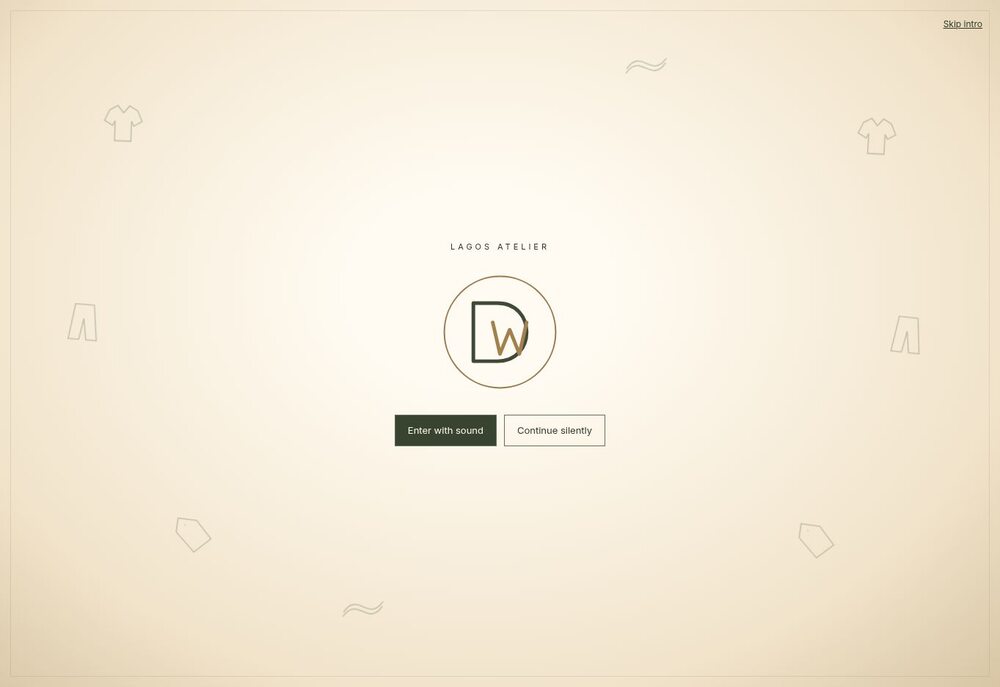 Skip intro
LAGOS ATELIER
DW
Enter with sound
Continue silently